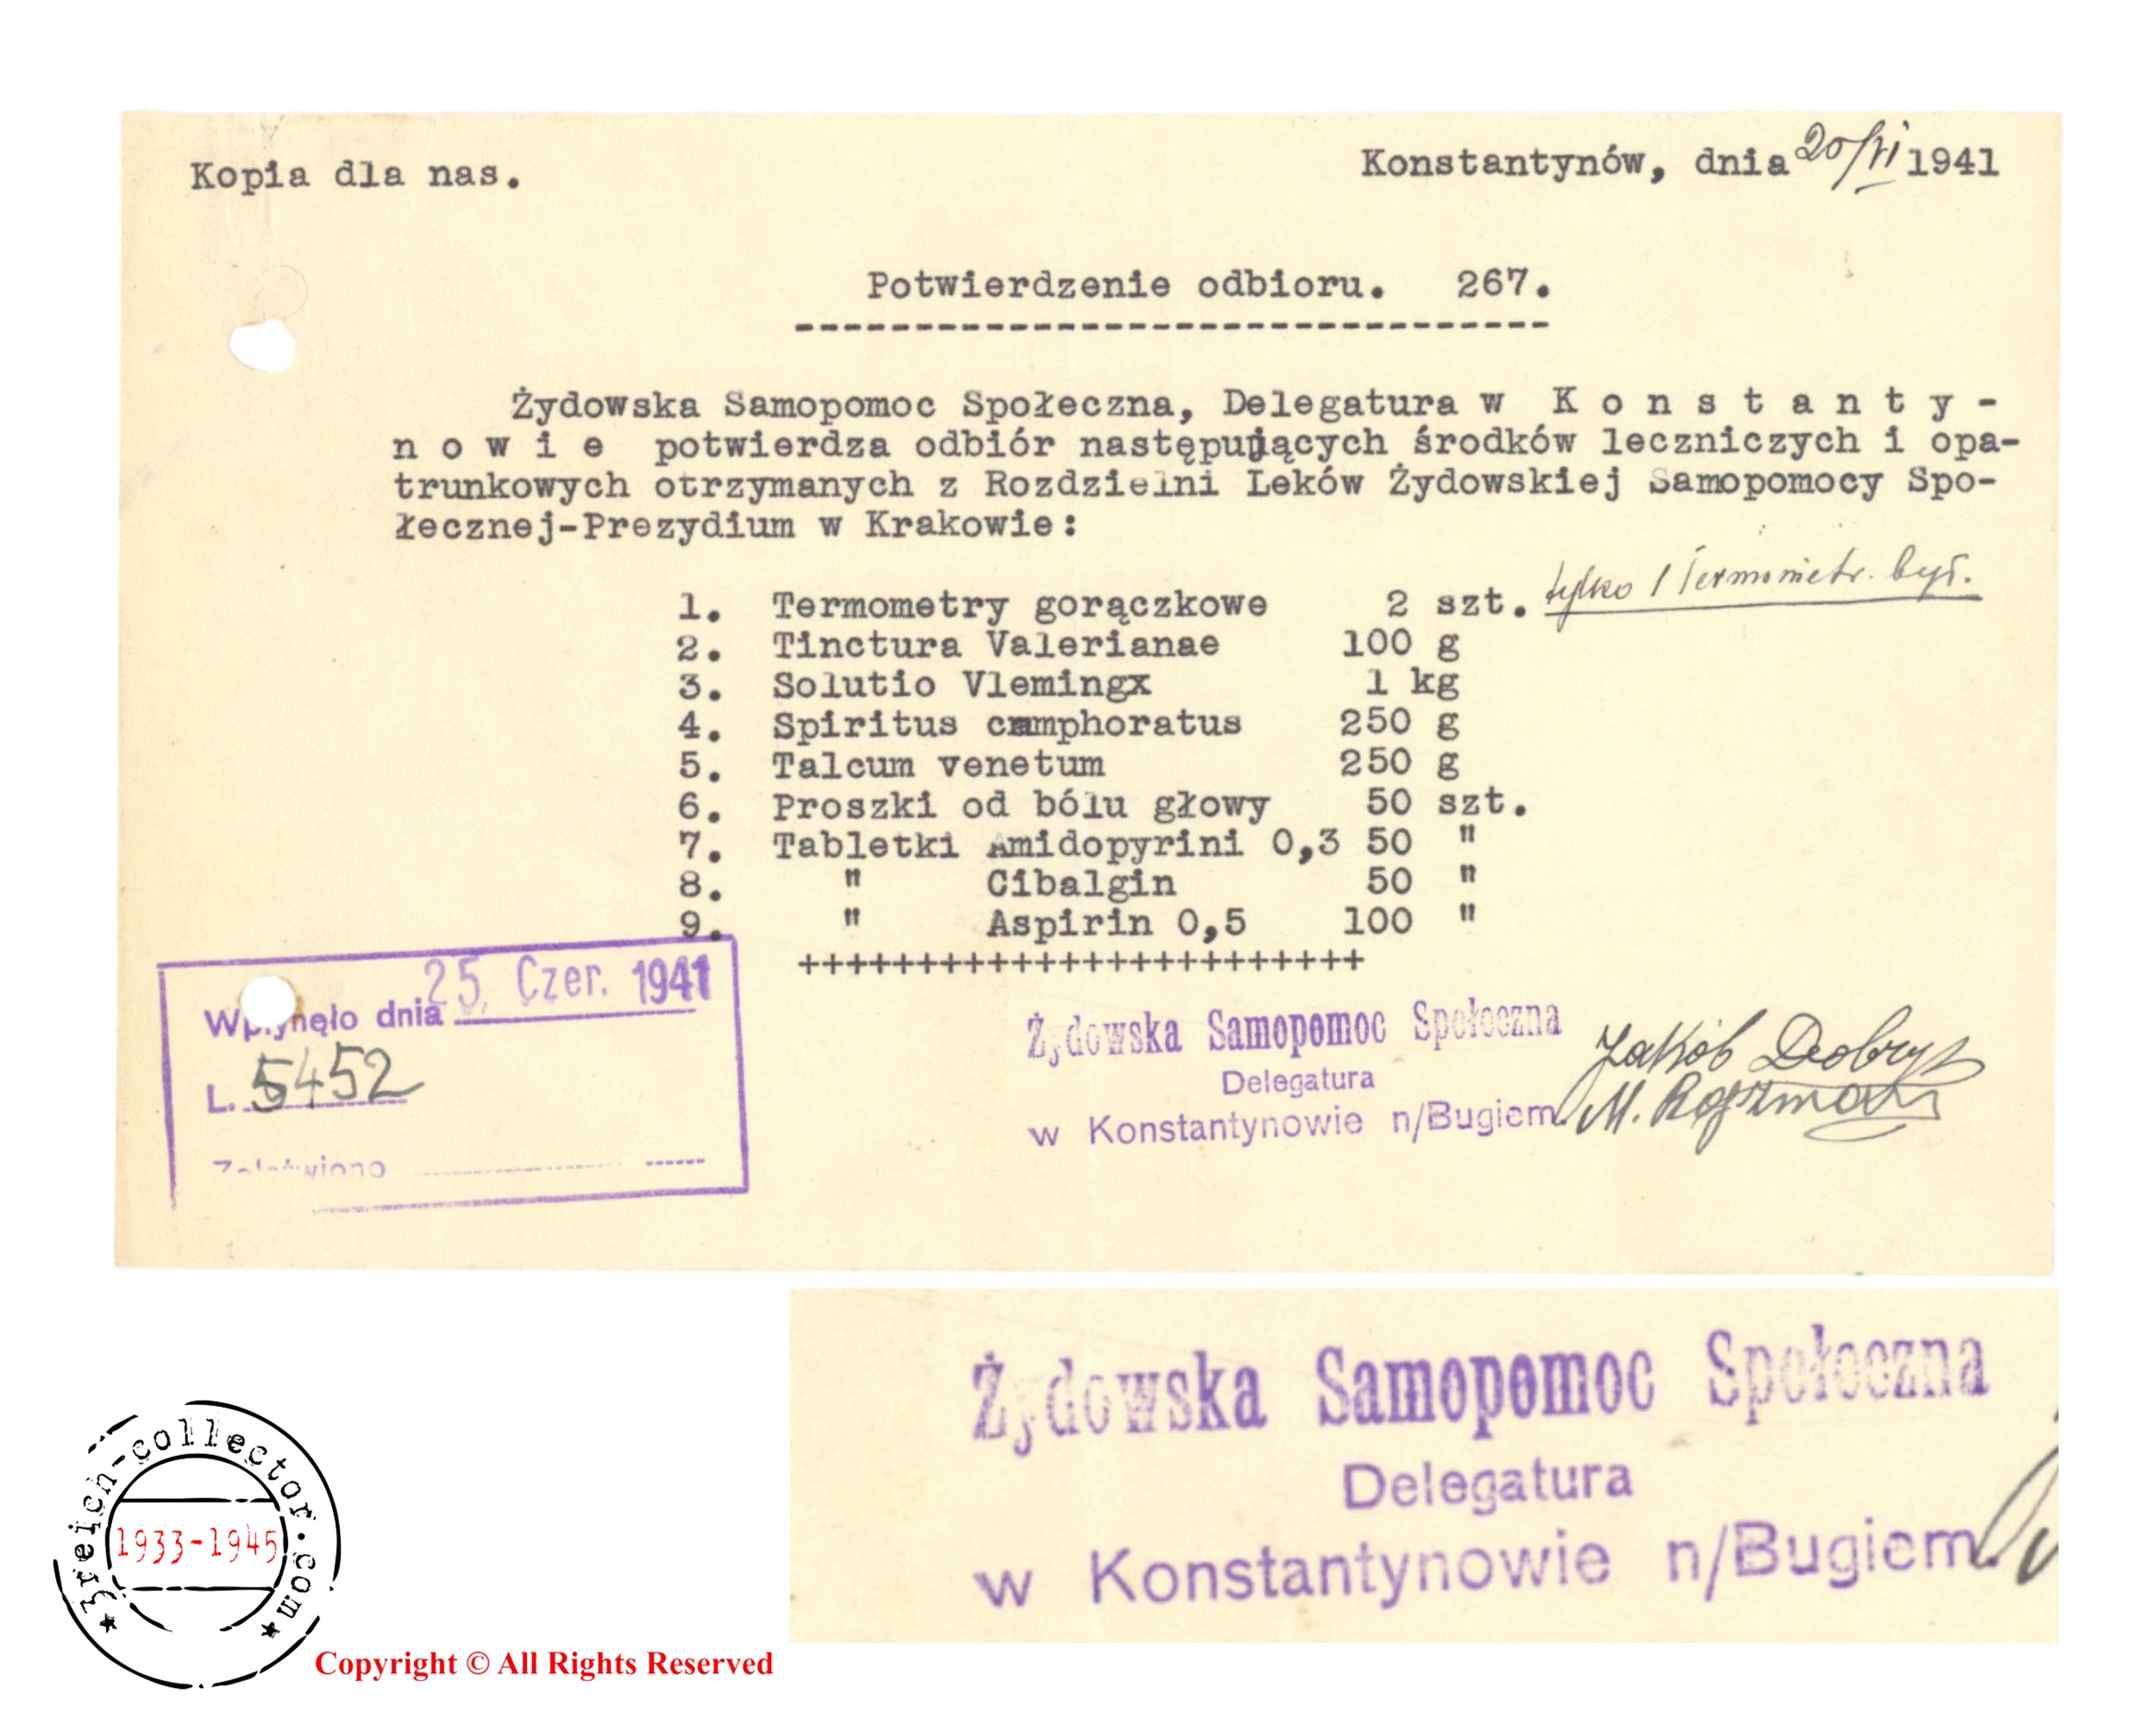 Kopia dla nas.
Konstantynów, dnia 20/VI 1941
Potwierdzenie odbioru. 267.
---------------------------------
Żydowska Samopomoc Społeczna, Delegatura w K o n s t a n t y -
n o w i e potwierdza odbiór następujących środków leczniczych i opa-
trunkowych otrzymanych z Rozdzielni Leków Żydowskiej Samopomocy Spo-
łecznej-Prezydium w Krakowie:
1. Termometry gorączkowe 2 szt. tylko 1 Termometr. był.
2. Tinctura Valerianae 100 g
3. Solutio Vlemingx 1 kg
4. Spiritus camphoratus 250 g
5. Talcum venetum 250 g
6. Proszki od bólu głowy 50 szt.
7. Tabletki Amidopyrini 0,3 50 "
8. " Cibalgin 50 "
9. " Aspirin 0,5 100 "
++++++++++++++++++++++++
Wpłynęło dnia 25. Czer. 1941
L. 5452
Załatwiono
Żydowska Samopomoc Społeczna
Delegatura
w Konstantynowie n/Bugiem.
Jakób Dobryz
M.
Żydowska Samopomoc Społeczna
Delegatura
w Konstantynowie n/Bugiem.
3reich-collector.com
1933-1945
Copyright © All Rights Reserved